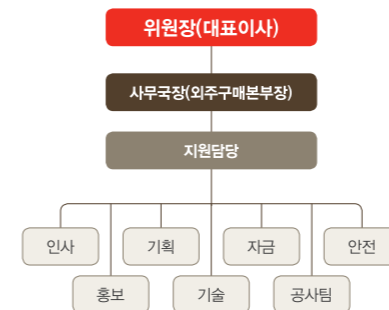 위원장(대표이사)
사무국장(외주구매본부장)
지원담당
인사
기획
자금
안전
홍보
기술
공사팀